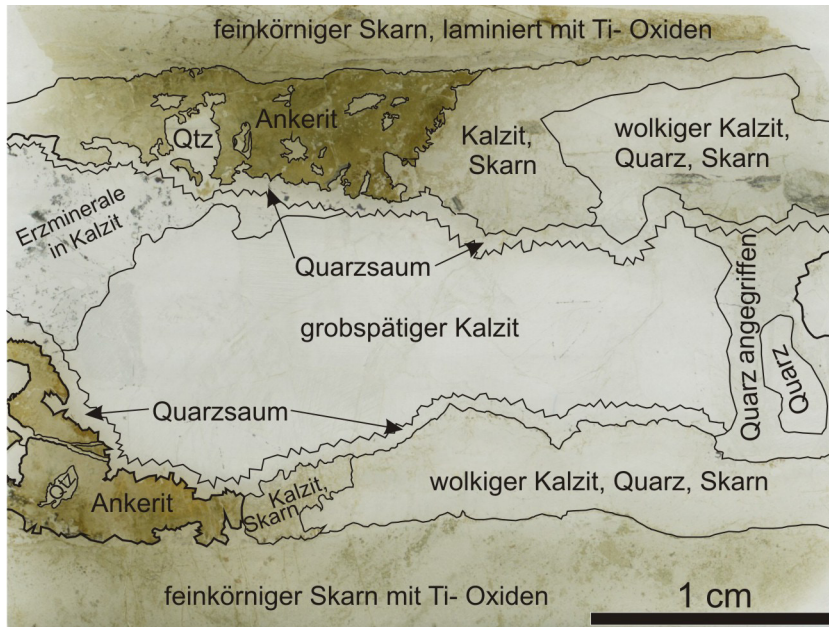 feinkörniger Skarn, laminiert mit Ti- Oxiden
Qtz
Ankerit
Kalzit,
Skarn
wolkiger Kalzit,
Quarz, Skarn
Erzminerale
in Kalzit
Quarzsaum
grobspätiger Kalzit
Quarz angegriffen
Quarz
Quarzsaum
Qtz
Ankerit
Kalzit,
Skarn
wolkiger Kalzit, Quarz, Skarn
feinkörniger Skarn mit Ti- Oxiden
1 cm